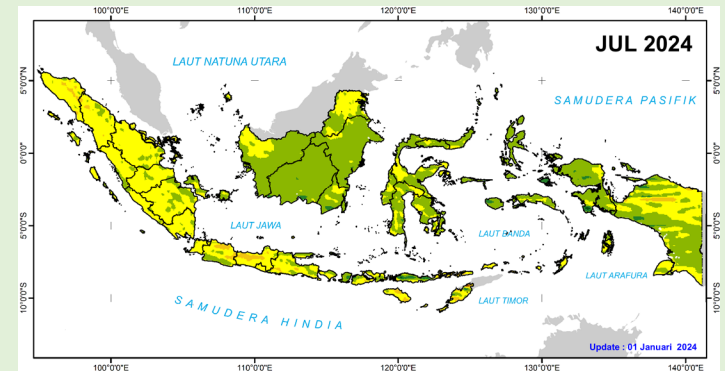 100°0'0"E 110°0'0"E 120°0'0"E 130°0'0"E 140°0'0"E
JUL 2024
LAUT NATUNA UTARA
5°0'0"N 5°0'0"N
SAMUDERA PASIFIK
0°0'0" 0°0'0"
LAUT JAWA
LAUT BANDA
5°0'0"S 5°0'0"S
LAUT ARAFURA
SAMUDERA HINDIA
LAUT TIMOR
10°0'0"S 10°0'0"S
Update : 01 Januari 2024
100°0'0"E 110°0'0"E 120°0'0"E 130°0'0"E 140°0'0"E